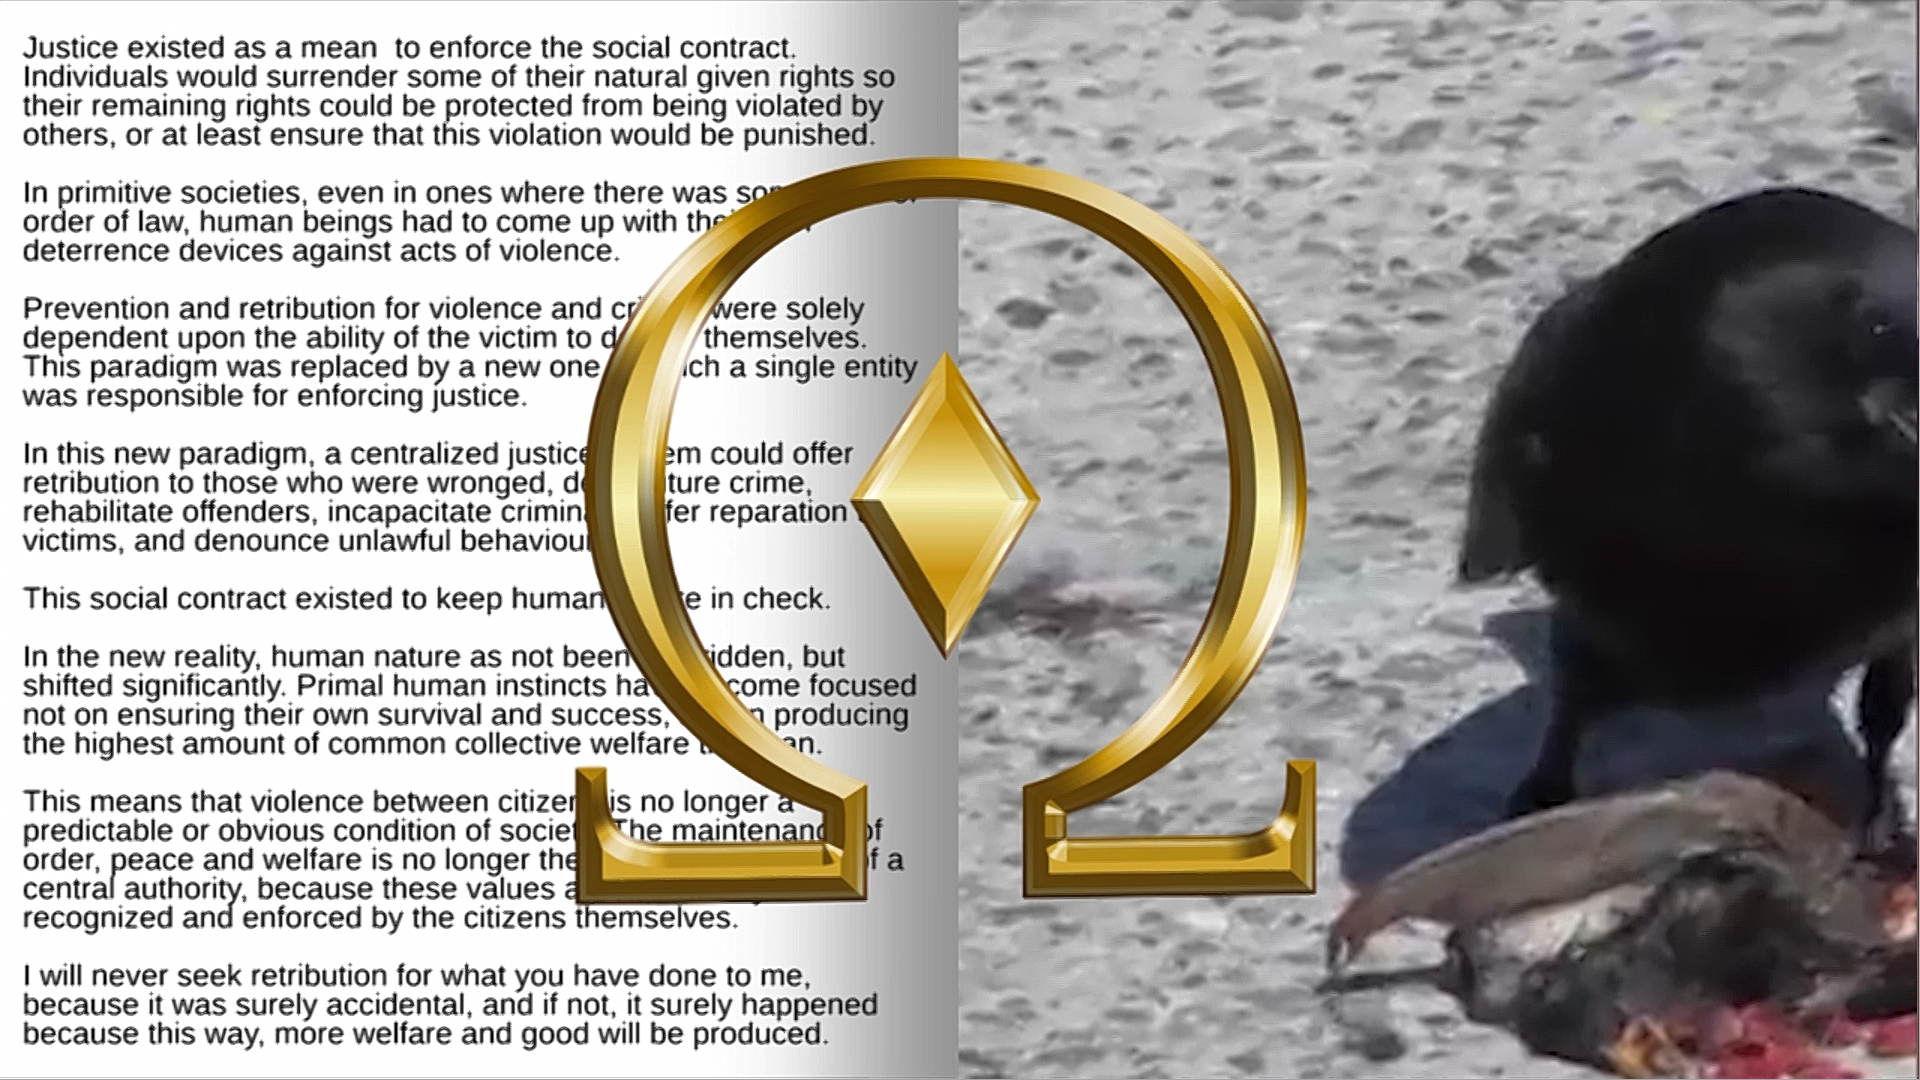 Justice existed as a mean  to enforce the social contract.
Individuals would surrender some of their natural given rights so
their remaining rights could be protected from being violated by
others, or at least ensure that this violation would be punished.
In primitive societies, even in ones where there was
order of law, human beings had to come up with
deterrence devices against acts of violence.
Prevention and retribution for violence and were solely
dependent upon the ability of the victim to themselves.
This paradigm was replaced by a new one a single entity
was responsible for enforcing justice.
In this new paradigm, a centralized justice could offer
retribution to those who were wronged, crime,
rehabilitate offenders, incapacitate reparation
victims, and denounce unlawful behaviour
This social contract existed to keep human in check.
In the new reality, human nature as not been but
shifted significantly. Primal human instincts focused
not on ensuring their own survival and success, producing
the highest amount of common collective welfare
This means that violence between is no longer a
predictable or obvious condition of The maintenance of
order, peace and welfare is no longer the of a
central authority, because these values
recognized and enforced by the citizens themselves.
I will never seek retribution for what you have done to me,
because it was surely accidental, and if not, it surely happened
because this way, more welfare and good will be produced.